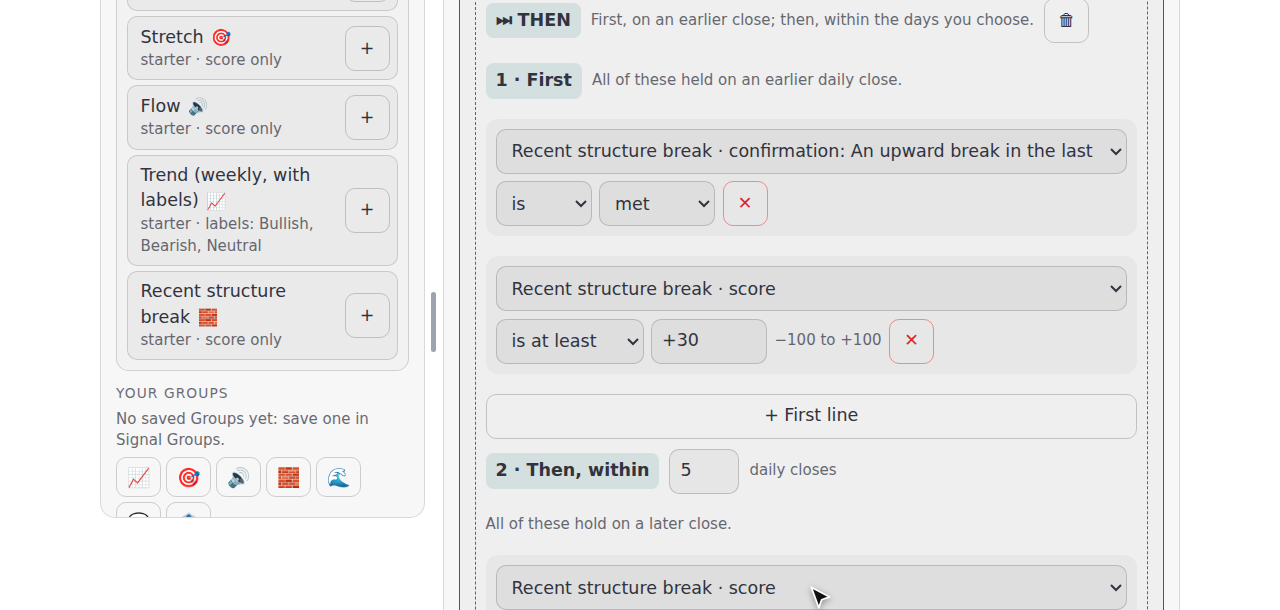 Stretch 🎯
starter · score only
+
Flow 🔊
starter · score only
+
Trend (weekly, with
labels) 📈
starter · labels: Bullish,
Bearish, Neutral
+
Recent structure
break 🧱
starter · score only
+
YOUR GROUPS
No saved Groups yet: save one in
Signal Groups.
⏭ THEN First, on an earlier close; then, within the days you choose.
1 · First All of these held on an earlier daily close.
Recent structure break · confirmation: An upward break in the last
is met ✕
Recent structure break · score
is at least +30 −100 to +100 ✕
+ First line
2 · Then, within 5 daily closes
All of these hold on a later close.
Recent structure break · score